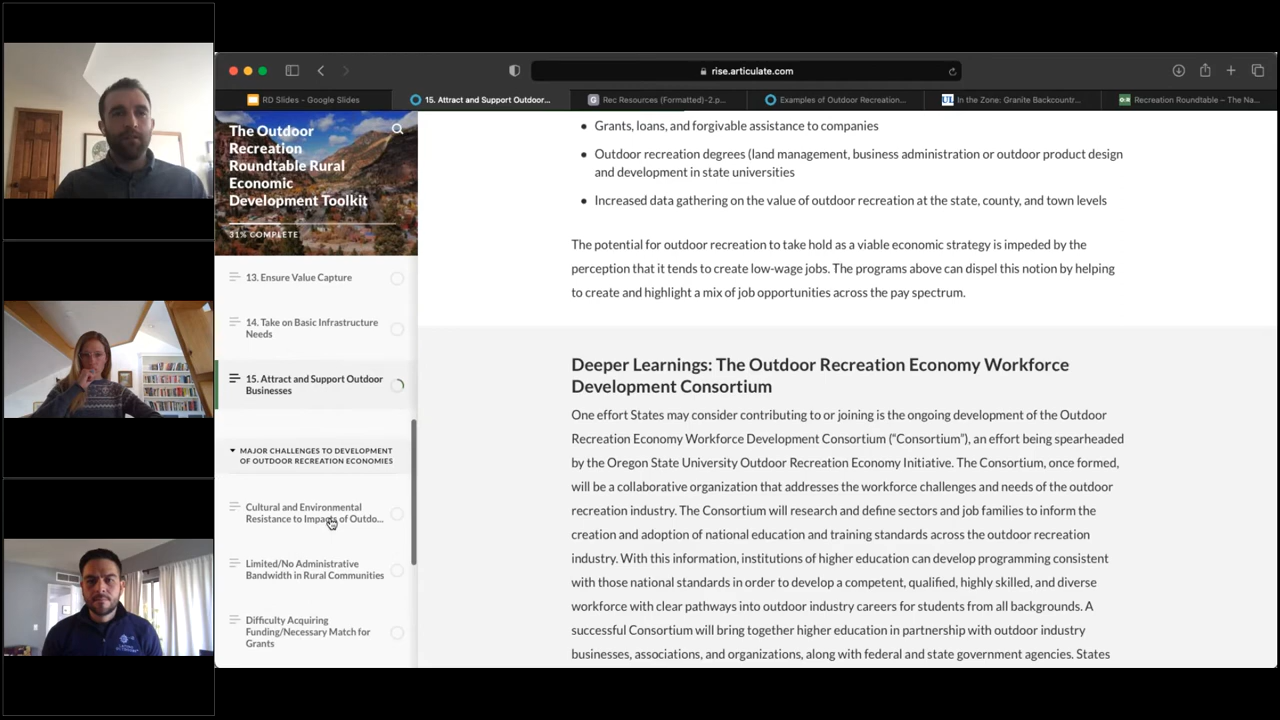 rise.articulate.com
RD Slides - Google Slides
15. Attract and Support Outdoor...
Rec Resources (Formatted)-2.p...
Examples of Outdoor Recreation...
UI
In the Zone: Granite Backcountr...
Recreation Roundtable – The Na...
The Outdoor
Recreation
Roundtable Rural
Economic
Development Toolkit
31% COMPLETE
13. Ensure Value Capture
14. Take on Basic Infrastructure
Needs
15. Attract and Support Outdoor
Businesses
MAJOR CHALLENGES TO DEVELOPMENT
OF OUTDOOR RECREATION ECONOMIES
Cultural and Environmental
Resistance to Impacts of Outdo...
Limited/No Administrative
Bandwidth in Rural Communities
Difficulty Acquiring
Funding/Necessary Match for
Grants
• Grants, loans, and forgivable assistance to companies
• Outdoor recreation degrees (land management, business administration or outdoor product design
and development in state universities
• Increased data gathering on the value of outdoor recreation at the state, county, and town levels
The potential for outdoor recreation to take hold as a viable economic strategy is impeded by the
perception that it tends to create low-wage jobs. The programs above can dispel this notion by helping
to create and highlight a mix of job opportunities across the pay spectrum.
Deeper Learnings: The Outdoor Recreation Economy Workforce
Development Consortium
One effort States may consider contributing to or joining is the ongoing development of the Outdoor
Recreation Economy Workforce Development Consortium (“Consortium”), an effort being spearheaded
by the Oregon State University Outdoor Recreation Economy Initiative. The Consortium, once formed,
will be a collaborative organization that addresses the workforce challenges and needs of the outdoor
recreation industry. The Consortium will research and define sectors and job families to inform the
creation and adoption of national education and training standards across the outdoor recreation
industry. With this information, institutions of higher education can develop programming consistent
with those national standards in order to develop a competent, qualified, highly skilled, and diverse
workforce with clear pathways into outdoor industry careers for students from all backgrounds. A
successful Consortium will bring together higher education in partnership with outdoor industry
businesses, associations, and organizations, along with federal and state government agencies. States